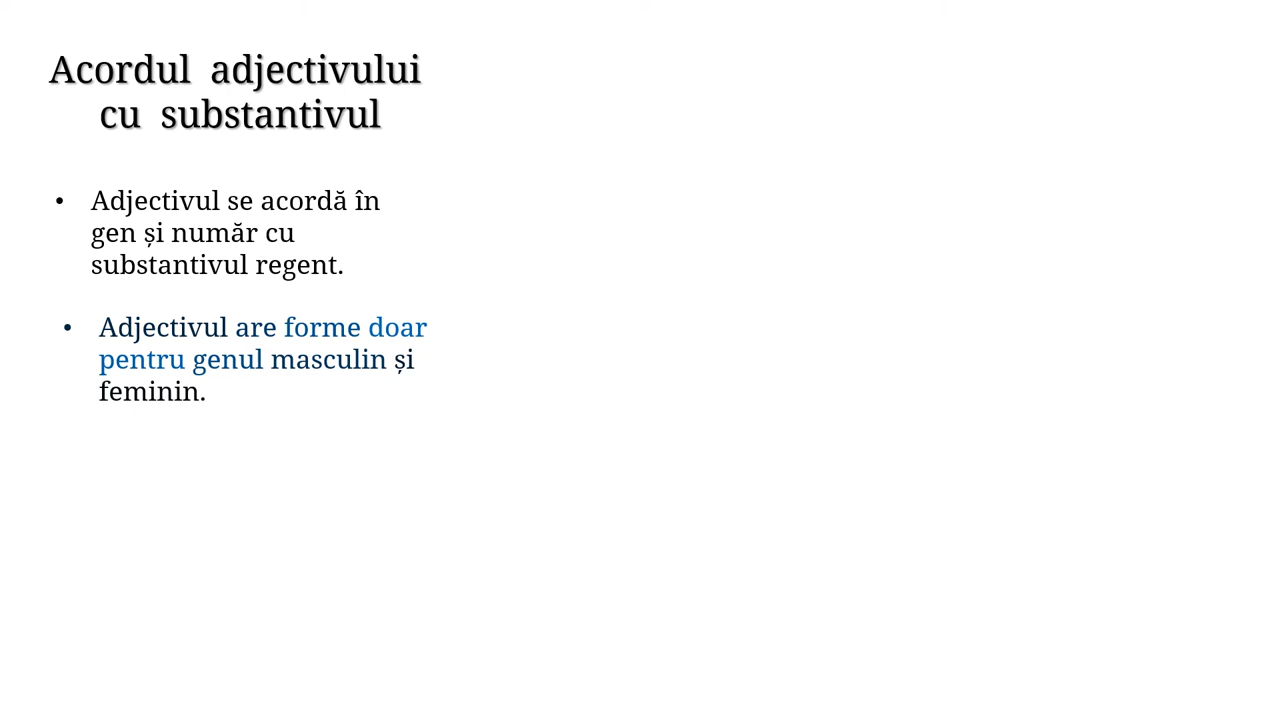 Acordul adjectivului
cu substantivul
• Adjectivul se acordă în
gen și număr cu
substantivul regent.
• Adjectivul are forme doar
pentru genul masculin și
feminin.